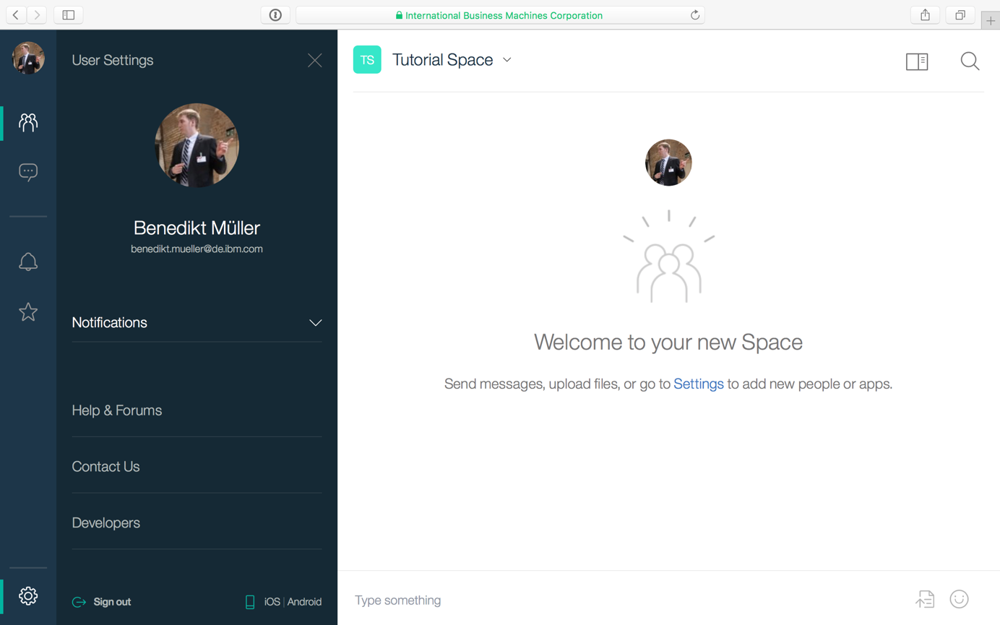 International Business Machines Corporation
User Settings
Benedikt Müller
benedikt.mueller@de.ibm.com
Notifications
Help & Forums
Contact Us
Developers
Sign out
iOS | Android
TS
Tutorial Space
Welcome to your new Space
Send messages, upload files, or go to Settings to add new people or apps.
Type something